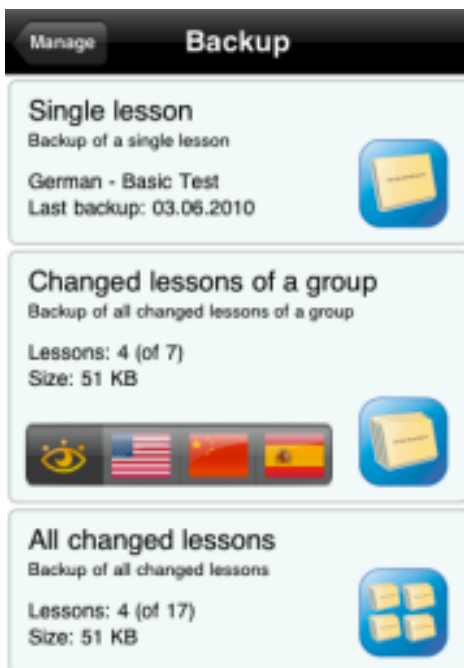 Manage
Backup
Single lesson
Backup of a single lesson
German - Basic Test
Last backup: 03.06.2010
Changed lessons of a group
Backup of all changed lessons of a group
Lessons: 4 (of 7)
Size: 51 KB
All changed lessons
Backup of all changed lessons
Lessons: 4 (of 17)
Size: 51 KB